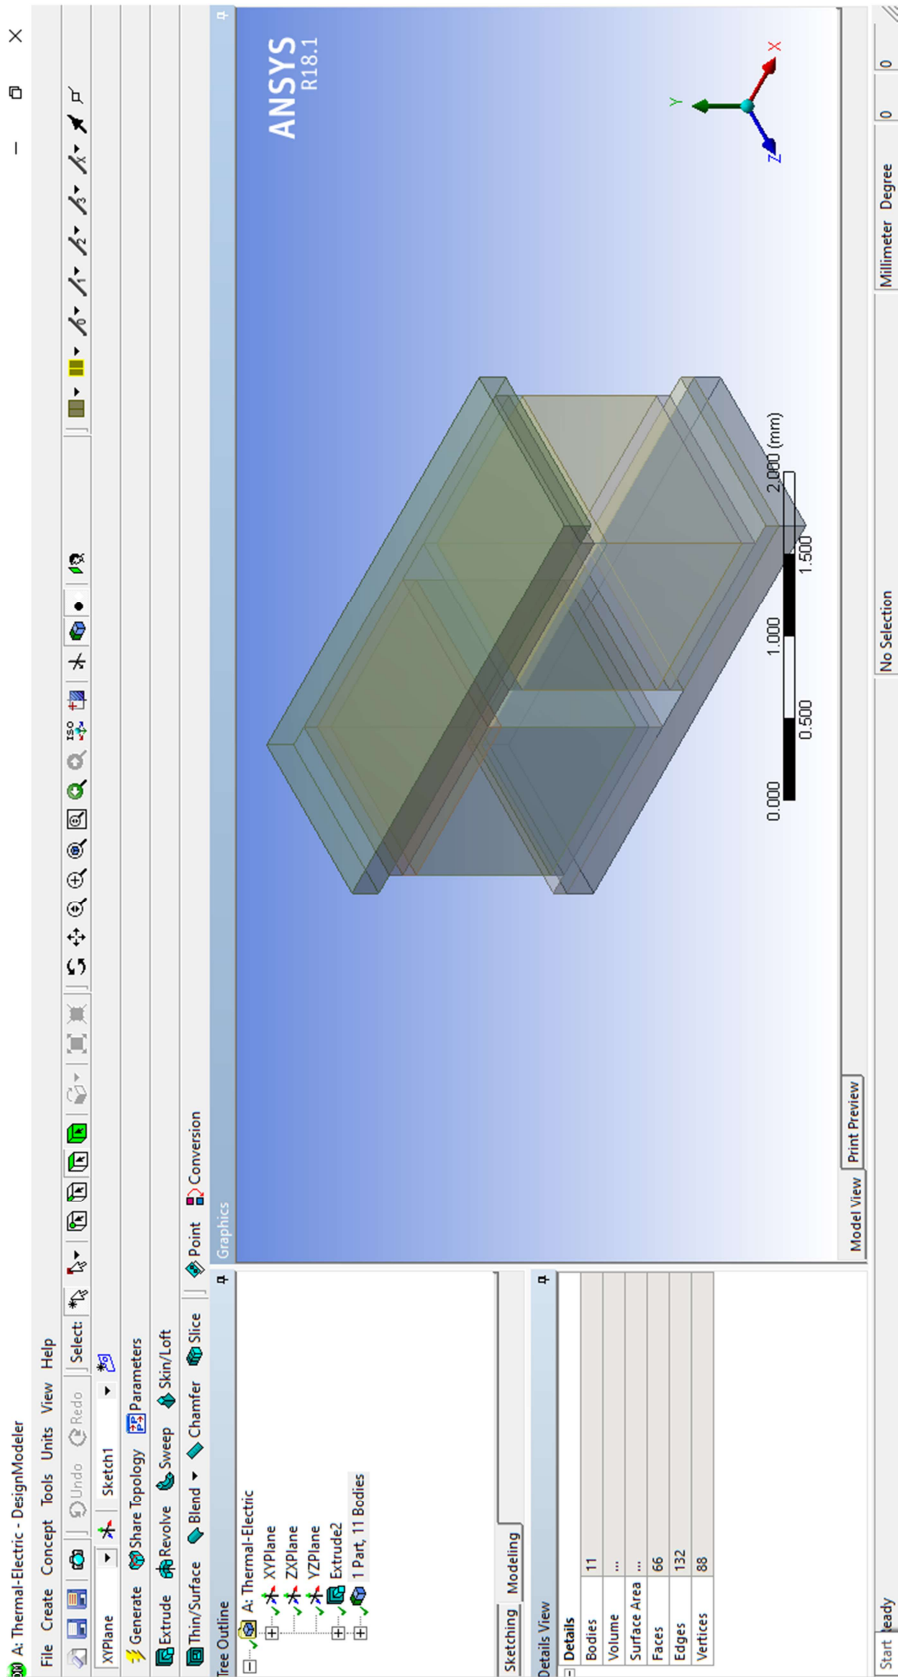 A: Thermal-Electric - DesignModeler
File Create Concept Tools Units View Help
Undo Redo Select:
ISO
XYPlane Sketch1
Generate Share Topology Parameters
Extrude Revolve Sweep Skin/Loft
Thin/Surface Blend Chamfer Slice Point Conversion
Tree Outline
A: Thermal-Electric
XYPlane
ZXPlane
YZPlane
Extrude2
1 Part, 11 Bodies
Sketching Modeling
Details View
Details
Bodies 11
Volume ...
Surface Area ... ...
Faces 66
Edges 132
Vertices 88
Graphics
ANSYS
R18.1
Y
X
Z
0.000 0.500 1.000 1.500 2.000 (mm)
Model View Print Preview
Start eady No Selection Millimeter Degree 0 0